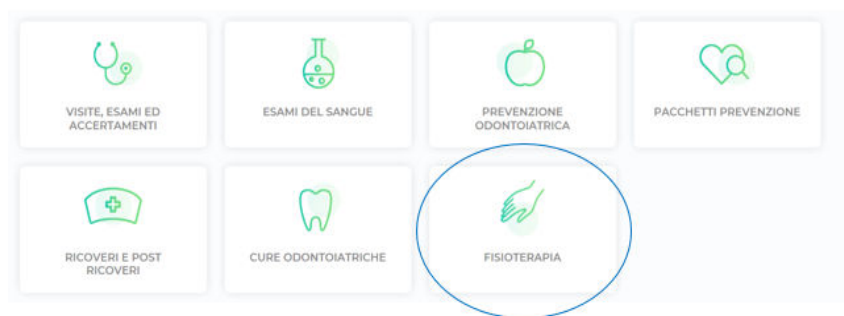 VISITE, ESAMI ED
ACCERTAMENTI
ESAMI DEL SANGUE
PREVENZIONE
ODONTOIATRICA
PACCHETTI PREVENZIONE
RICOVERI E POST
RICOVERI
CURE ODONTOIATRICHE
FISIOTERAPIA